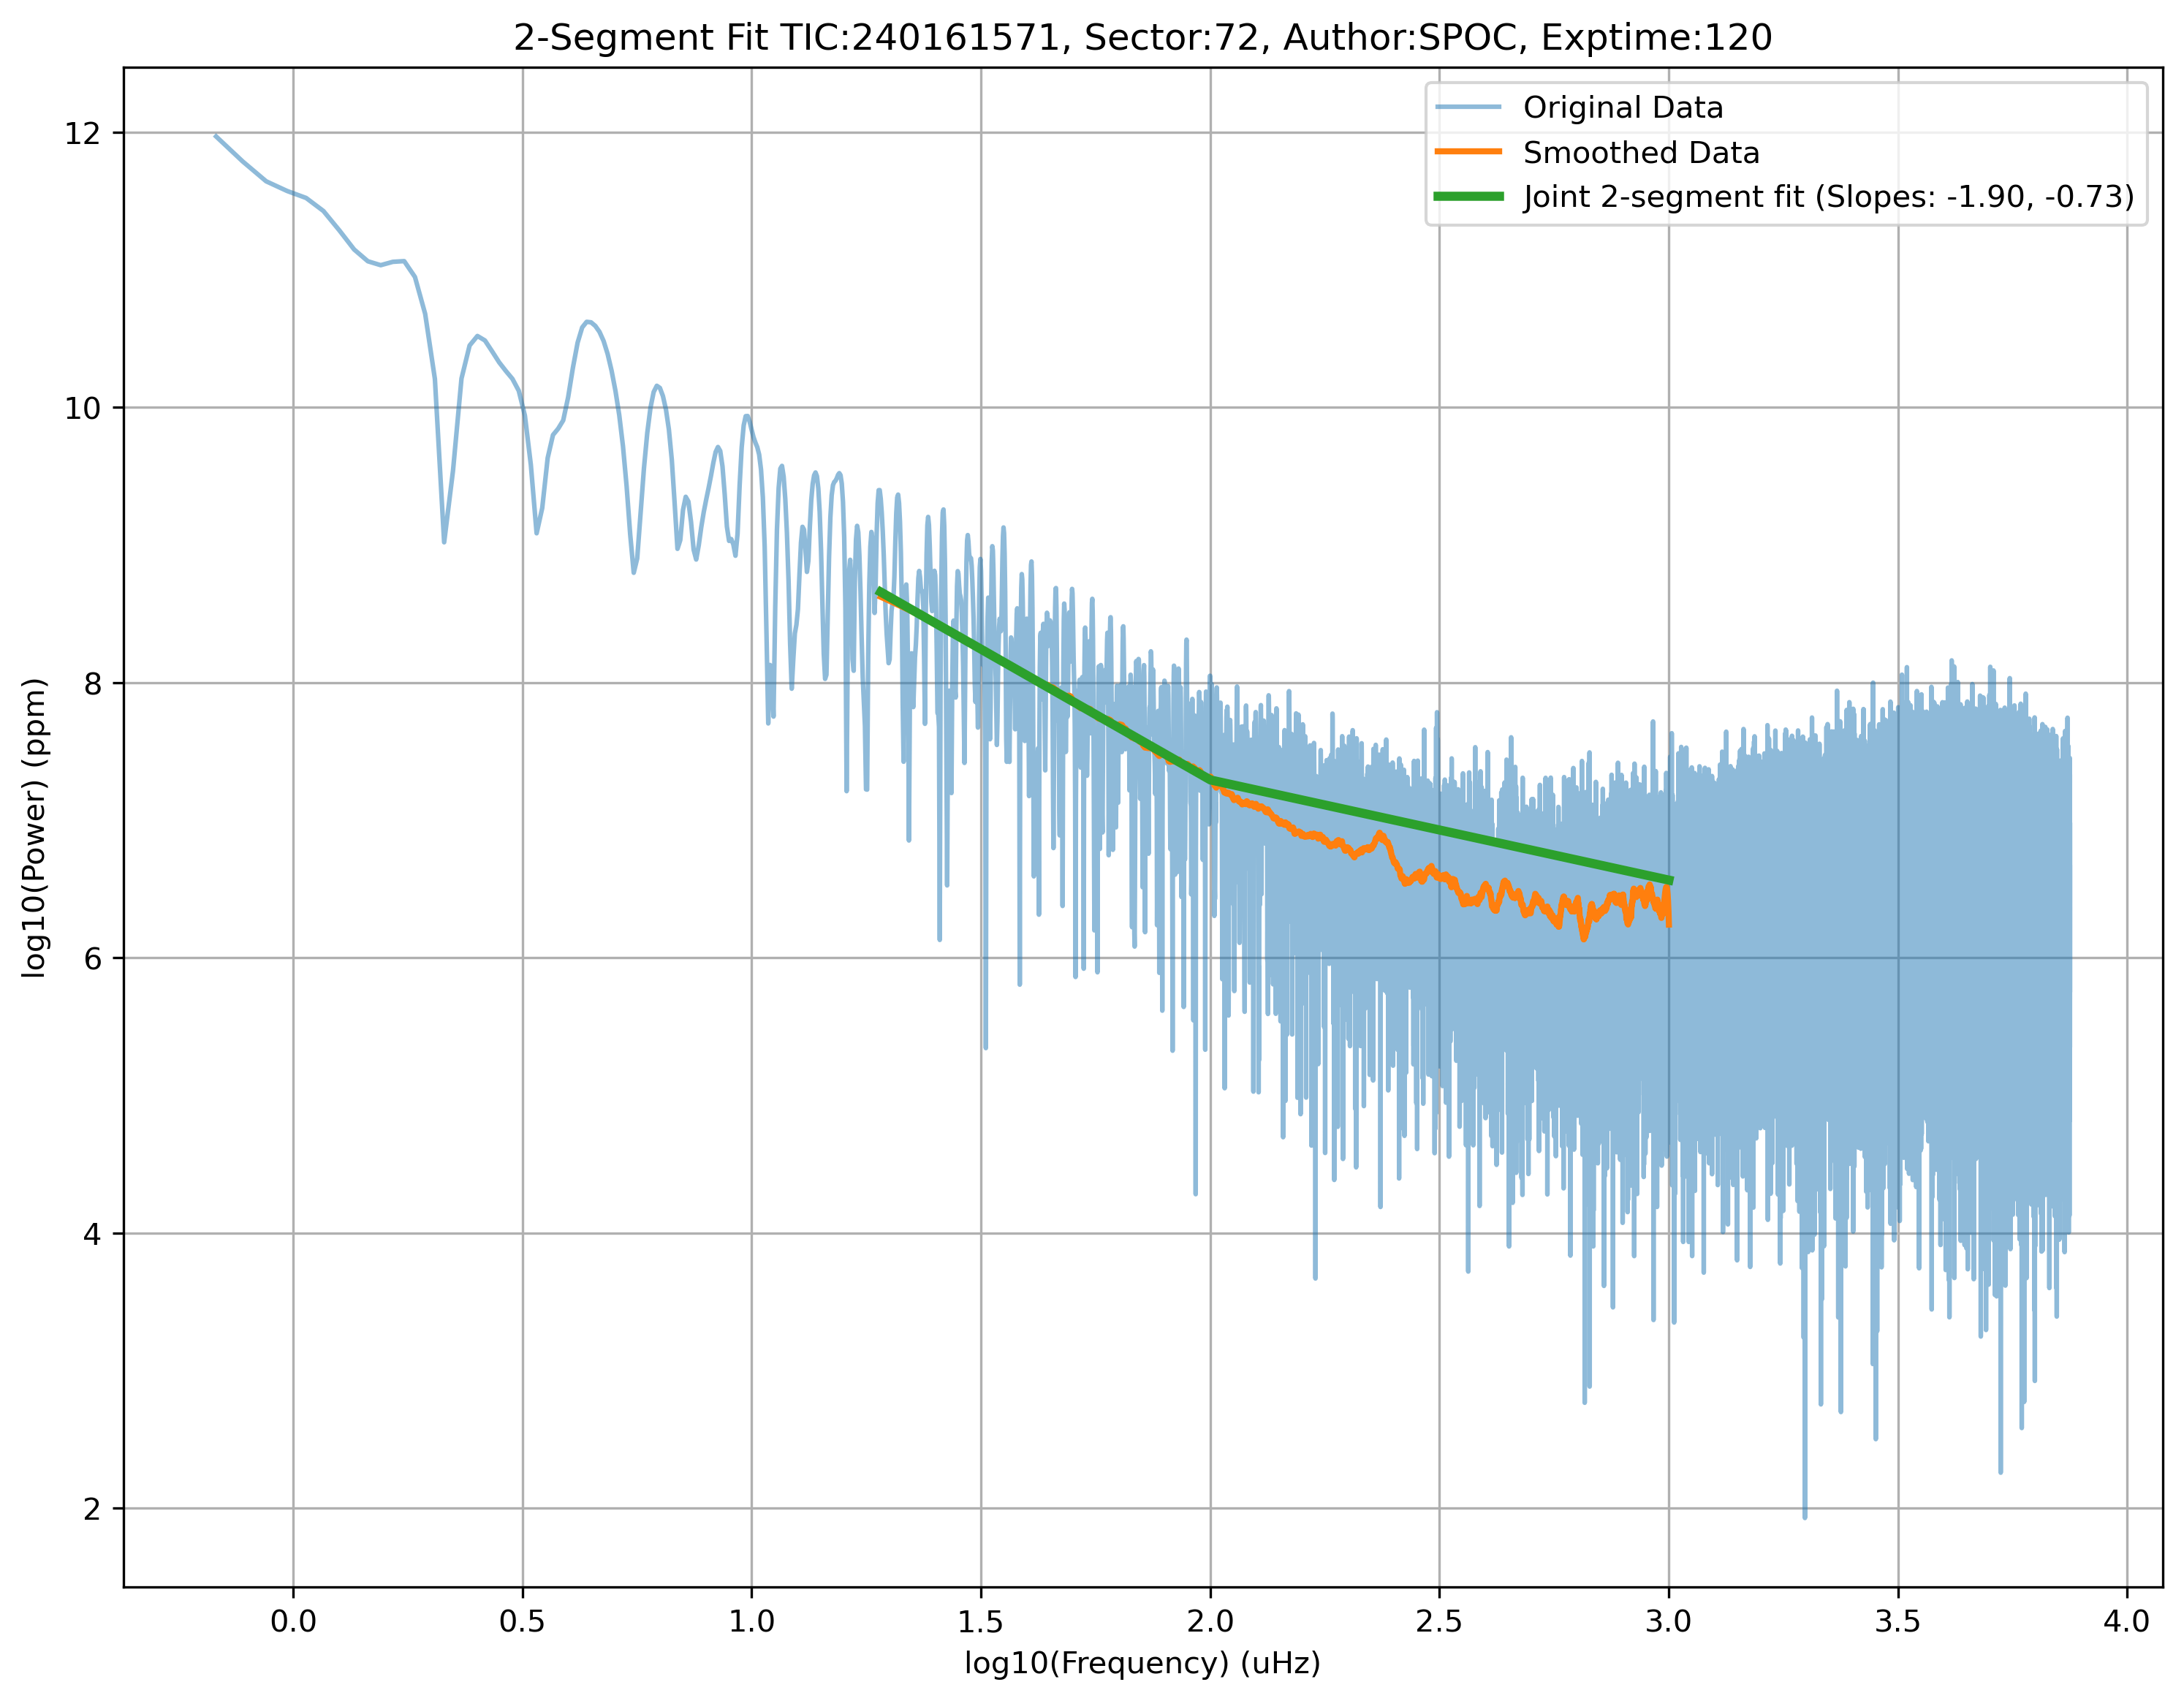 2-Segment Fit TIC:240161571, Sector:72, Author:SPOC, Exptime:120
Original Data
Smoothed Data
Joint 2-segment fit (Slopes: -1.90, -0.73)
log10(Power) (ppm)
12
10
8
6
4
2
0.0 0.5 1.0 1.5 2.0 2.5 3.0 3.5 4.0
log10(Frequency) (uHz)